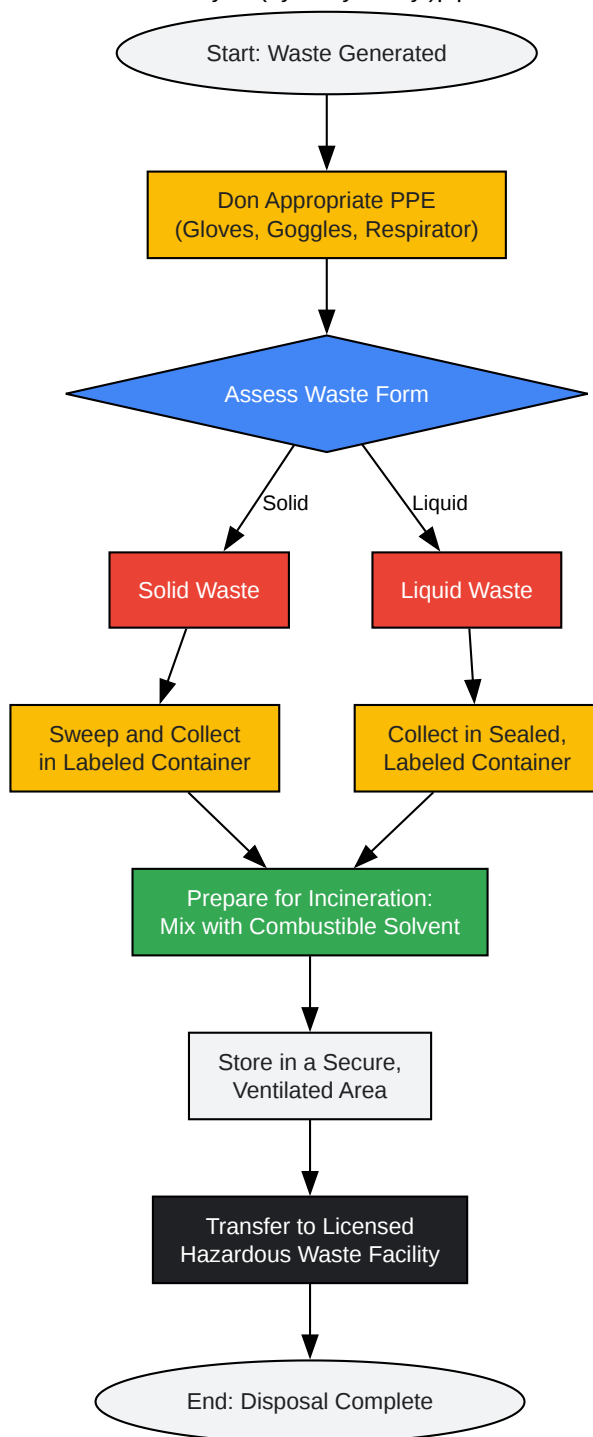 Start: Waste Generated
Don Appropriate PPE
(Gloves, Goggles, Respirator)
Assess Waste Form
Solid
Liquid
Solid Waste
Liquid Waste
Sweep and Collect
in Labeled Container
Collect in Sealed,
Labeled Container
Prepare for Incineration:
Mix with Combustible Solvent
Store in a Secure,
Ventilated Area
Transfer to Licensed
Hazardous Waste Facility
End: Disposal Complete